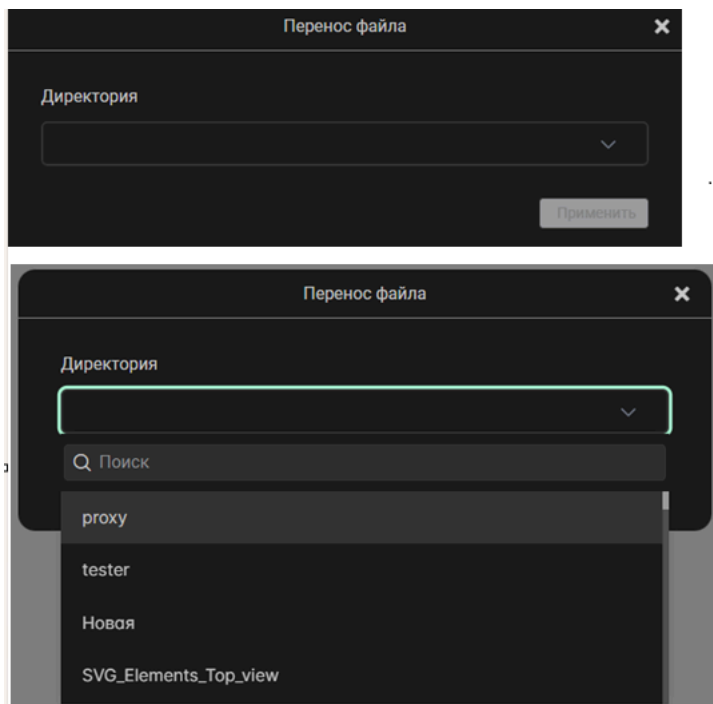 Перенос файла
Директория
Применить
Перенос файла
Директория
Поиск
proxy
tester
Новая
SVG_Elements_Top_view